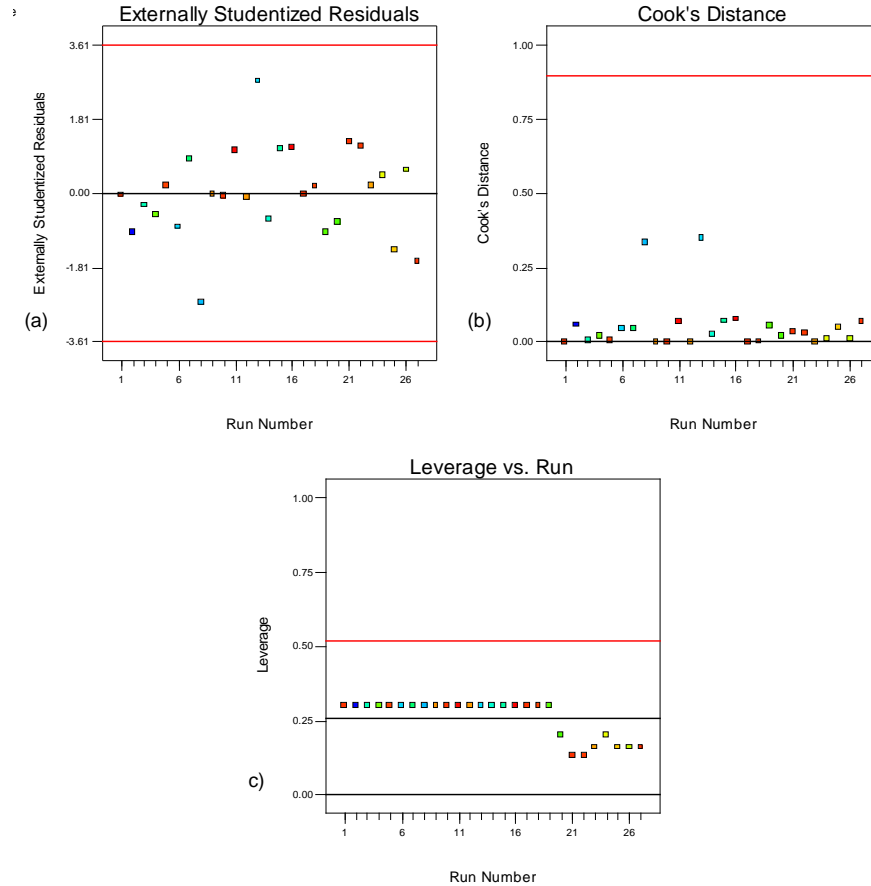 e
Externally Studentized Residuals
Cook's Distance
3.61
1.81
0.00
-1.81
-3.61
Externally Studentized Residuals
(a)
1 6 11 16 21 26
Run Number
1.00
0.75
0.50
0.25
0.00
Cook's Distance
(b)
1 6 11 16 21 26
Run Number
Leverage vs. Run
1.00
0.75
0.50
0.25
0.00
Leverage
c)
1 6 11 16 21 26
Run Number